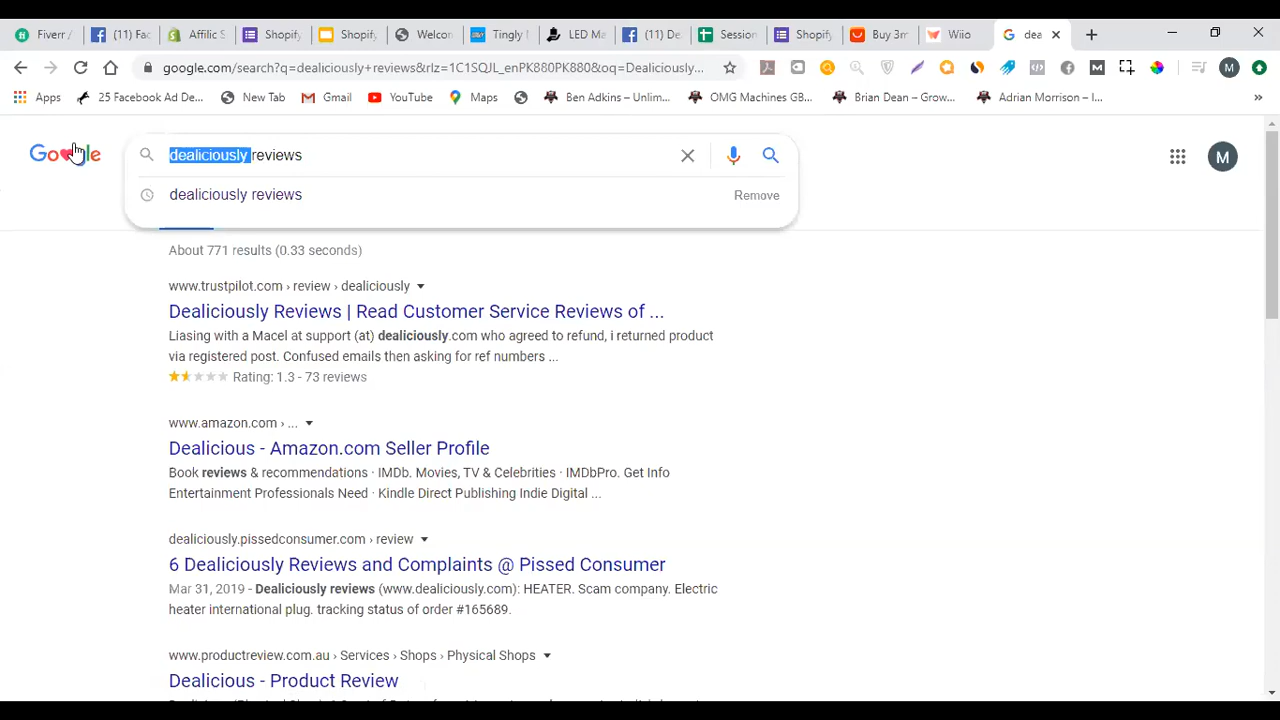 Fiverr /
(11) Fac
Affilic S
Shopify
Shopify
Welcon
Tingly
LED Ma
(11) De
Session
Shopify
Buy 3m
Wiio
dea
google.com/search?q=dealiciously+reviews&rlz=1C1SQJL_enPK880PK880&oq=Dealiciously...
Apps
25 Facebook Ad De...
New Tab
Gmail
YouTube
Maps
Ben Adkins – Unlim...
OMG Machines GB...
Brian Dean – Grow...
Adrian Morrison – I...
»
Google
dealiciously reviews
M
dealiciously reviews
Remove
About 771 results (0.33 seconds)
www.trustpilot.com › review › dealiciously
Dealiciously Reviews | Read Customer Service Reviews of ...
Liasing with a Macel at support (at) dealiciously.com who agreed to refund, i returned product
via registered post. Confused emails then asking for ref numbers ...
Rating: 1.3 - 73 reviews
www.amazon.com › ...
Dealicious - Amazon.com Seller Profile
Book reviews & recommendations · IMDb. Movies, TV & Celebrities · IMDbPro. Get Info
Entertainment Professionals Need · Kindle Direct Publishing Indie Digital ...
dealiciously.pissedconsumer.com › review
6 Dealiciously Reviews and Complaints @ Pissed Consumer
Mar 31, 2019 - Dealiciously reviews (www.dealiciously.com): HEATER. Scam company. Electric
heater international plug. tracking status of order #165689.
www.productreview.com.au › Services › Shops › Physical Shops
Dealicious - Product Review